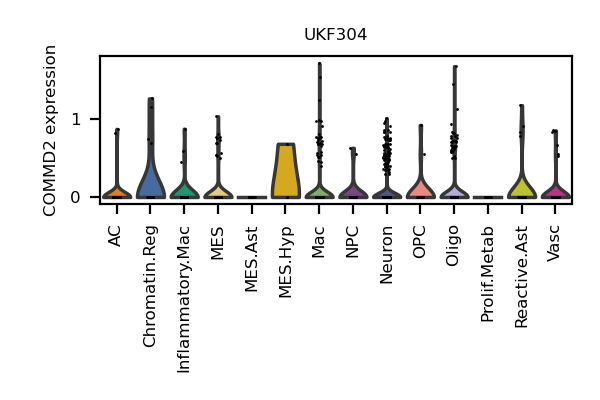 UKF304
COMMD2 expression
1
0
AC
Chromatin.Reg
Inflammatory.Mac
MES
MES.Ast
MES.Hyp
Mac
NPC
Neuron
OPC
Oligo
Prolif.Metab
Reactive.Ast
Vasc